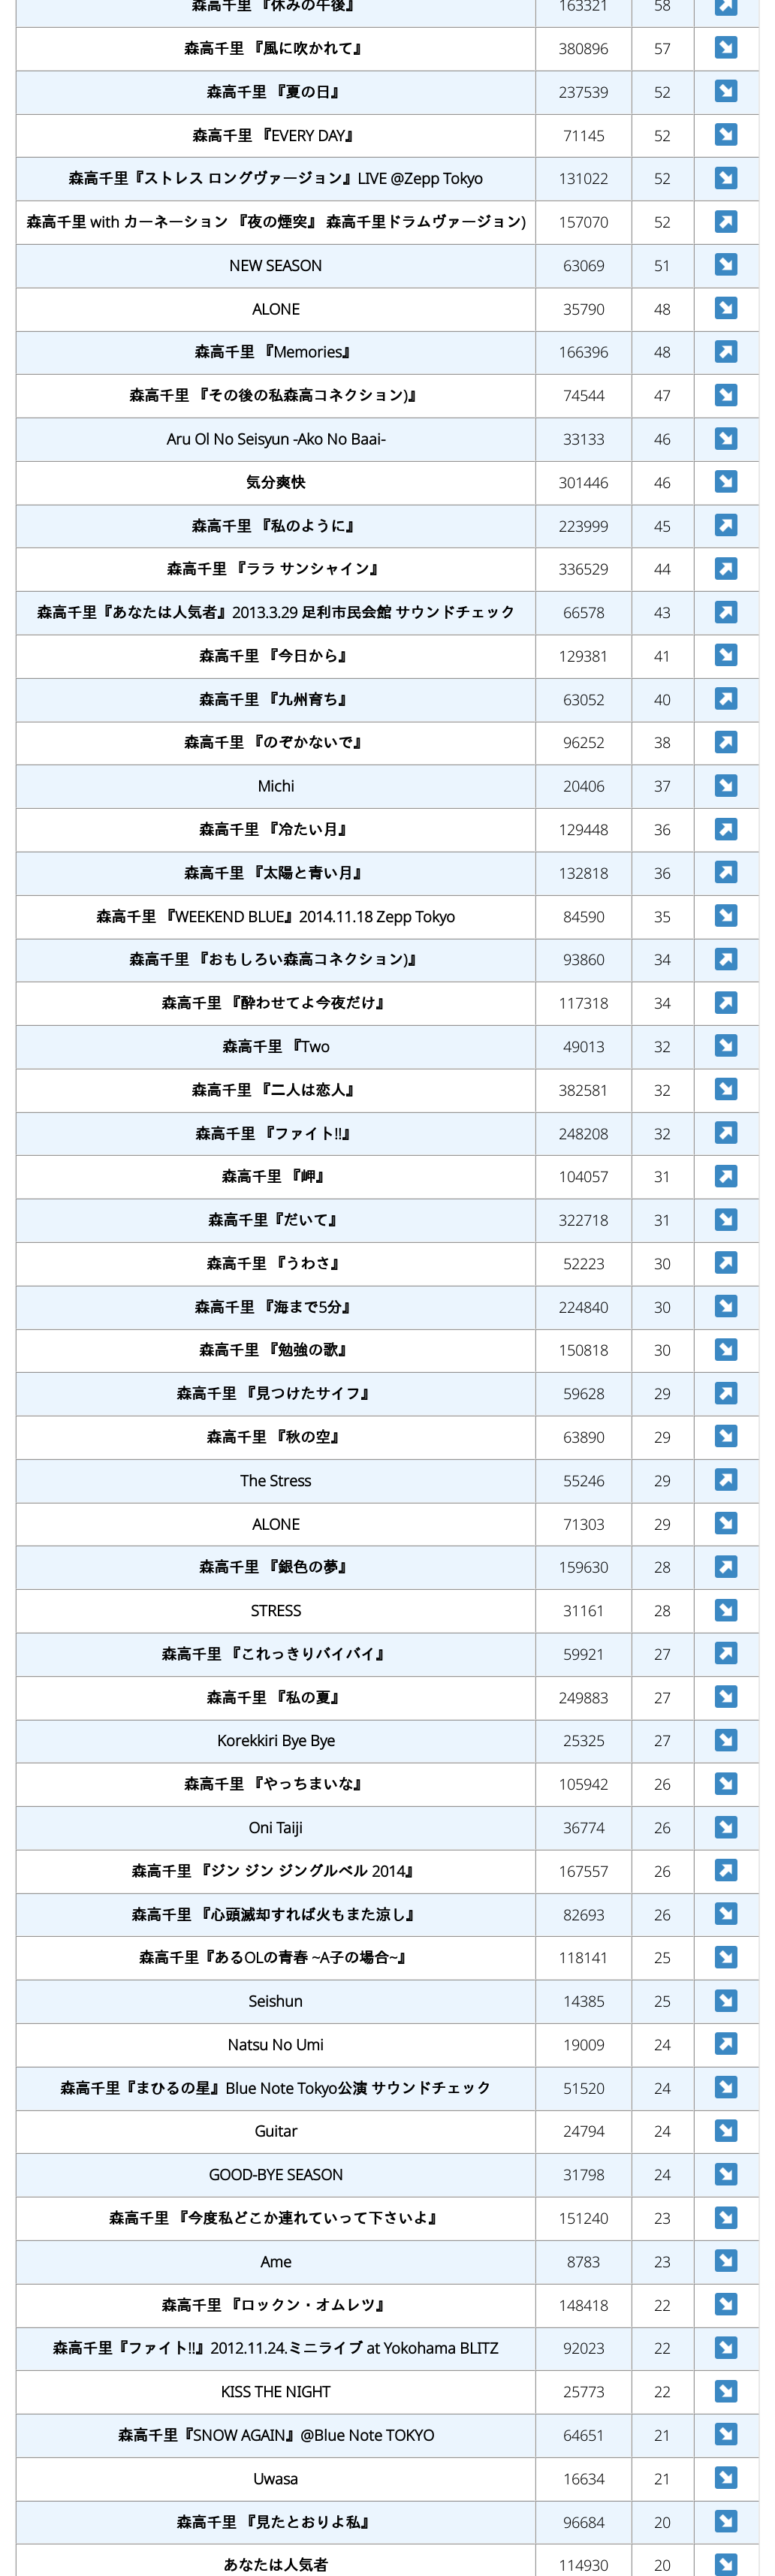 森高千里 『休みの午後』 163321 58
森高千里 『風に吹かれて』 380896 57
森高千里 『夏の日』 237539 52
森高千里 『EVERY DAY』 71145 52
森高千里『ストレス ロングヴァージョン』LIVE @Zepp Tokyo 131022 52
森高千里 with カーネーション 『夜の煙突』 森高千里ドラムヴァージョン) 157070 52
NEW SEASON 63069 51
ALONE 35790 48
森高千里 『Memories』 166396 48
森高千里 『その後の私森高コネクション)』 74544 47
Aru Ol No Seisyun -Ako No Baai- 33133 46
気分爽快 301446 46
森高千里 『私のように』 223999 45
森高千里 『ララ サンシャイン』 336529 44
森高千里『あなたは人気者』2013.3.29 足利市民会館 サウンドチェック 66578 43
森高千里 『今日から』 129381 41
森高千里 『九州育ち』 63052 40
森高千里 『のぞかないで』 96252 38
Michi 20406 37
森高千里 『冷たい月』 129448 36
森高千里 『太陽と青い月』 132818 36
森高千里 『WEEKEND BLUE』2014.11.18 Zepp Tokyo 84590 35
森高千里 『おもしろい森高コネクション)』 93860 34
森高千里 『酔わせてよ今夜だけ』 117318 34
森高千里 『Two 49013 32
森高千里 『二人は恋人』 382581 32
森高千里 『ファイト!!』 248208 32
森高千里 『岬』 104057 31
森高千里『だいて』 322718 31
森高千里 『うわさ』 52223 30
森高千里 『海まで5分』 224840 30
森高千里 『勉強の歌』 150818 30
森高千里 『見つけたサイフ』 59628 29
森高千里 『秋の空』 63890 29
The Stress 55246 29
ALONE 71303 29
森高千里 『銀色の夢』 159630 28
STRESS 31161 28
森高千里 『これっきりバイバイ』 59921 27
森高千里 『私の夏』 249883 27
Korekkiri Bye Bye 25325 27
森高千里 『やっちまいな』 105942 26
Oni Taiji 36774 26
森高千里 『ジン ジン ジングルベル 2014』 167557 26
森高千里 『心頭滅却すれば火もまた涼し』 82693 26
森高千里『あるOLの青春 ~A子の場合~』 118141 25
Seishun 14385 25
Natsu No Umi 19009 24
森高千里『まひるの星』Blue Note Tokyo公演 サウンドチェック 51520 24
Guitar 24794 24
GOOD-BYE SEASON 31798 24
森高千里 『今度私どこか連れていって下さいよ』 151240 23
Ame 8783 23
森高千里 『ロックン・オムレツ』 148418 22
森高千里『ファイト!!』2012.11.24.ミニライブ at Yokohama BLITZ 92023 22
KISS THE NIGHT 25773 22
森高千里『SNOW AGAIN』@Blue Note TOKYO 64651 21
Uwasa 16634 21
森高千里 『見たとおりよ私』 96684 20
あなたは人気者 114930 20